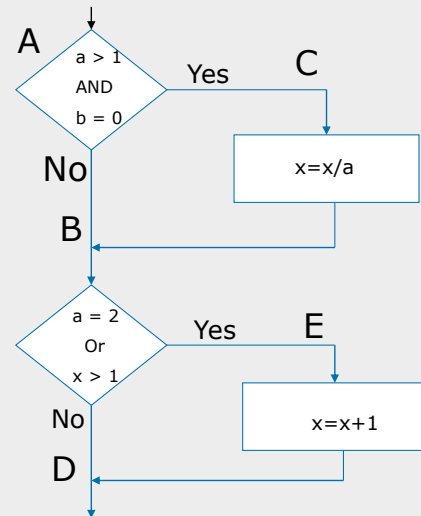 A
a > 1
AND
b = 0
Yes
C
x=x/a
No
B
a = 2
Or
x > 1
Yes
E
x=x+1
No
D